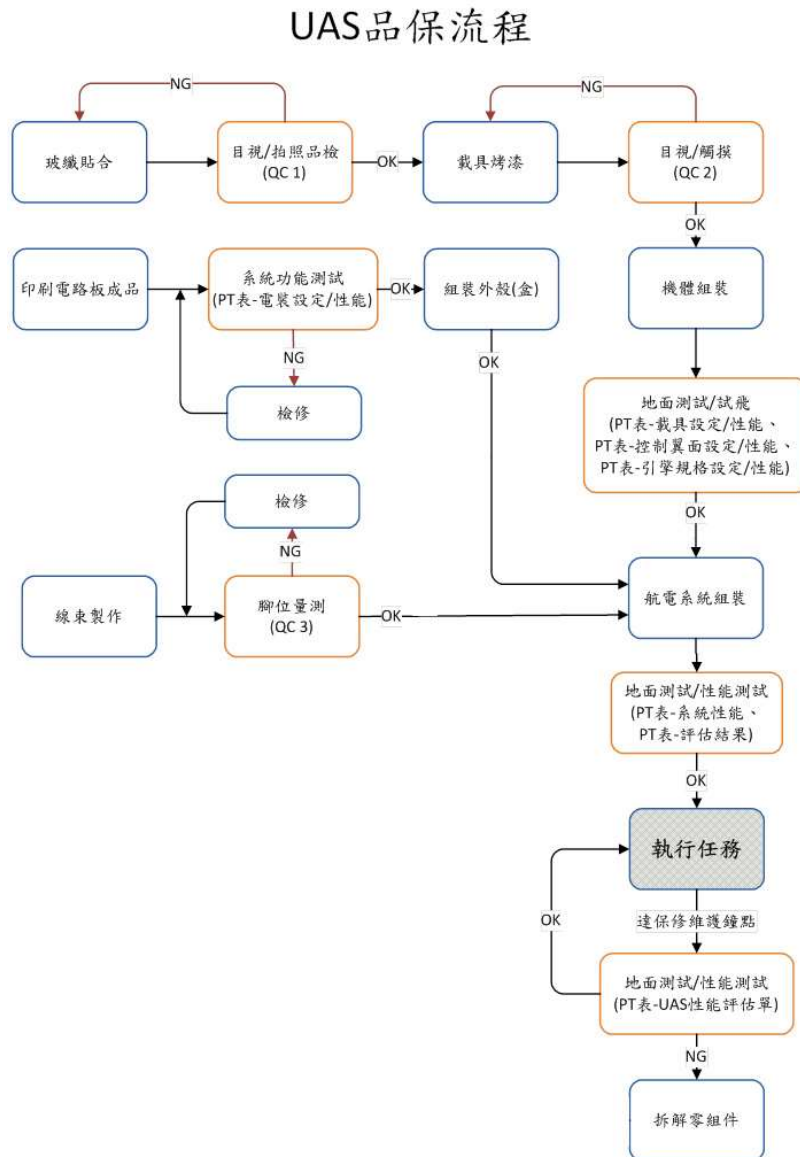 UAS品保流程
NG
NG
玻纖貼合
目視/拍照品檢
(QC 1)
OK
載具烤漆
目視/觸摸
(QC 2)
OK
印刷電路板成品
系統功能測試
(PT表-電裝設定/性能)
OK
組裝外殼(盒)
機體組裝
NG
OK
檢修
地面測試/試飛
(PT表-載具設定/性能、
PT表-控制翼面設定/性能、
PT表-引擎規格設定/性能)
檢修
OK
NG
線束製作
腳位量測
(QC 3)
OK
航電系統組裝
地面測試/性能測試
(PT表-系統性能、
PT表-評估結果)
OK
執行任務
OK
達保修維護鐘點
地面測試/性能測試
(PT表-UAS性能評估單)
NG
拆解零組件